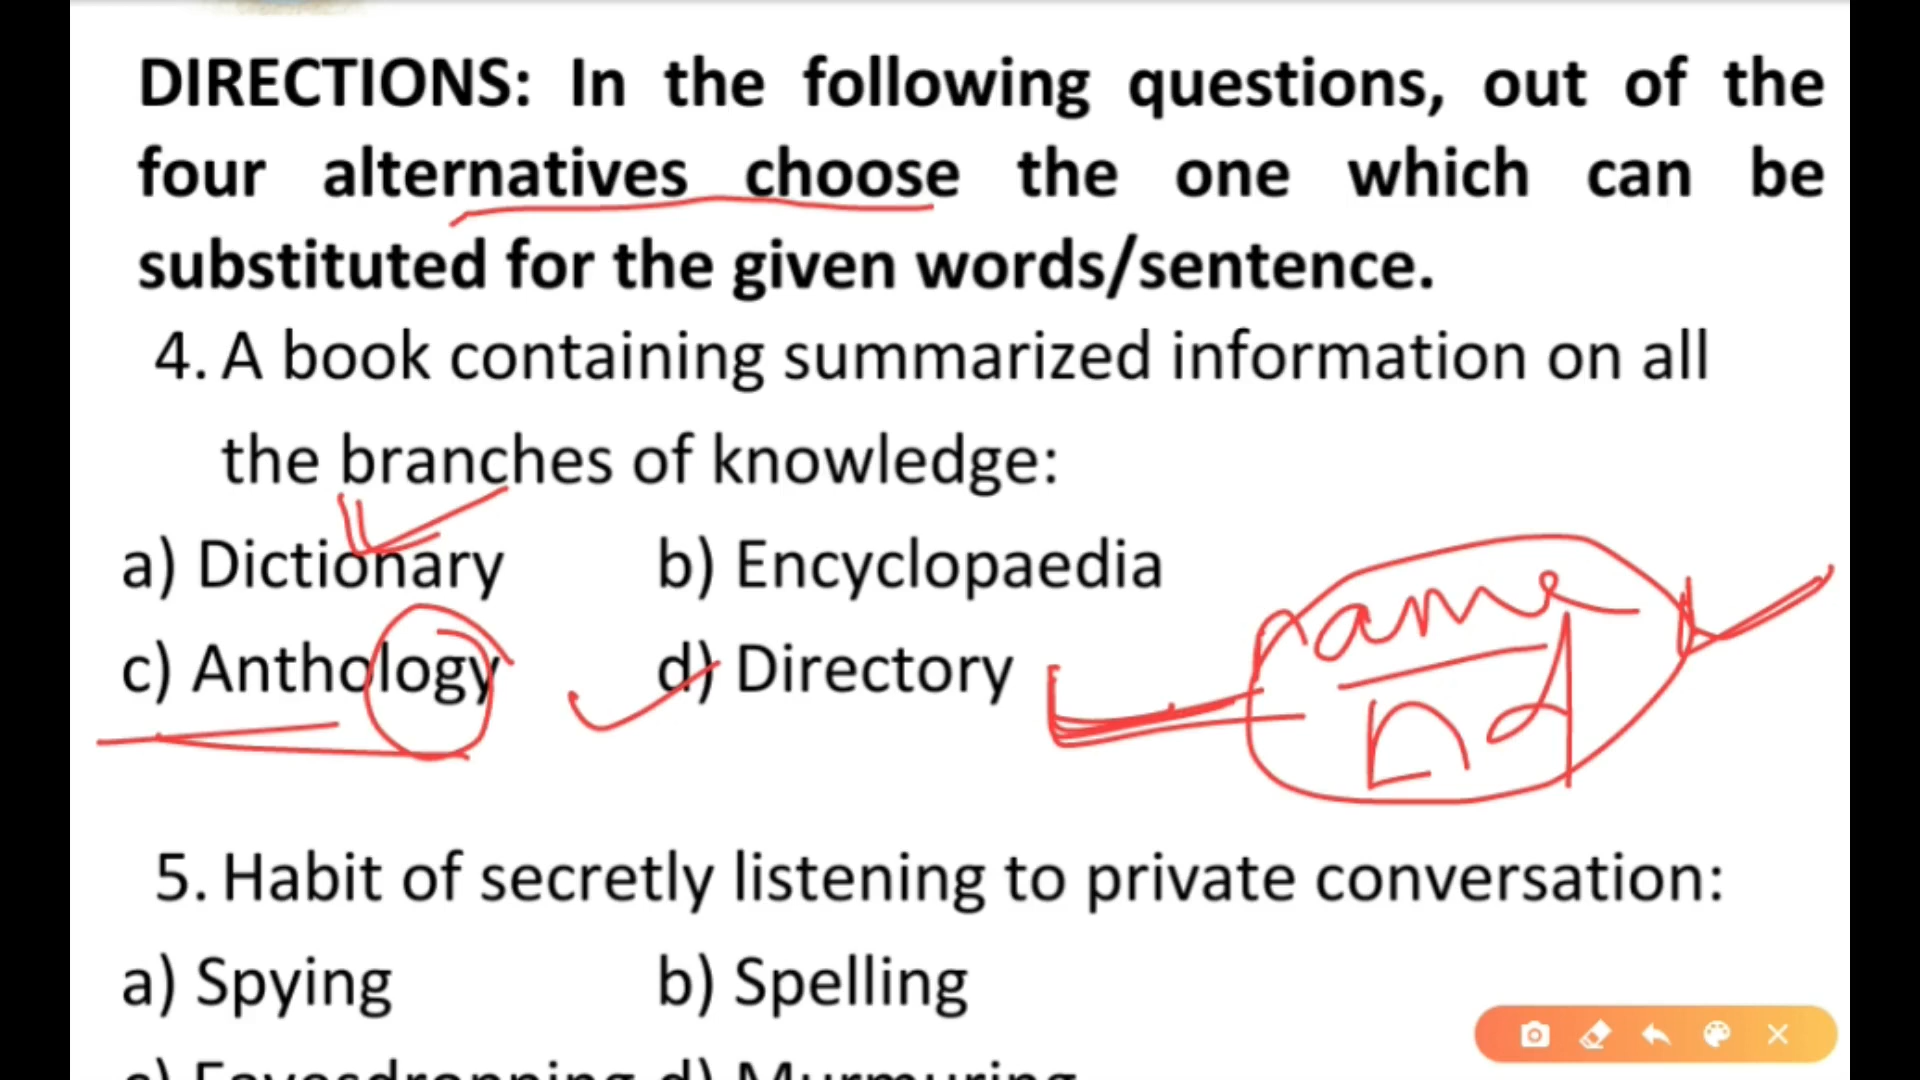 DIRECTIONS: In the following questions, out of the
four alternatives choose the one which can be
substituted for the given words/sentence.
4. A book containing summarized information on all
the branches of knowledge:
a) Dictionary b) Encyclopaedia
c) Anthology d) Directory
name
5. Habit of secretly listening to private conversation:
a) Spying b) Spelling
d) Murmuring